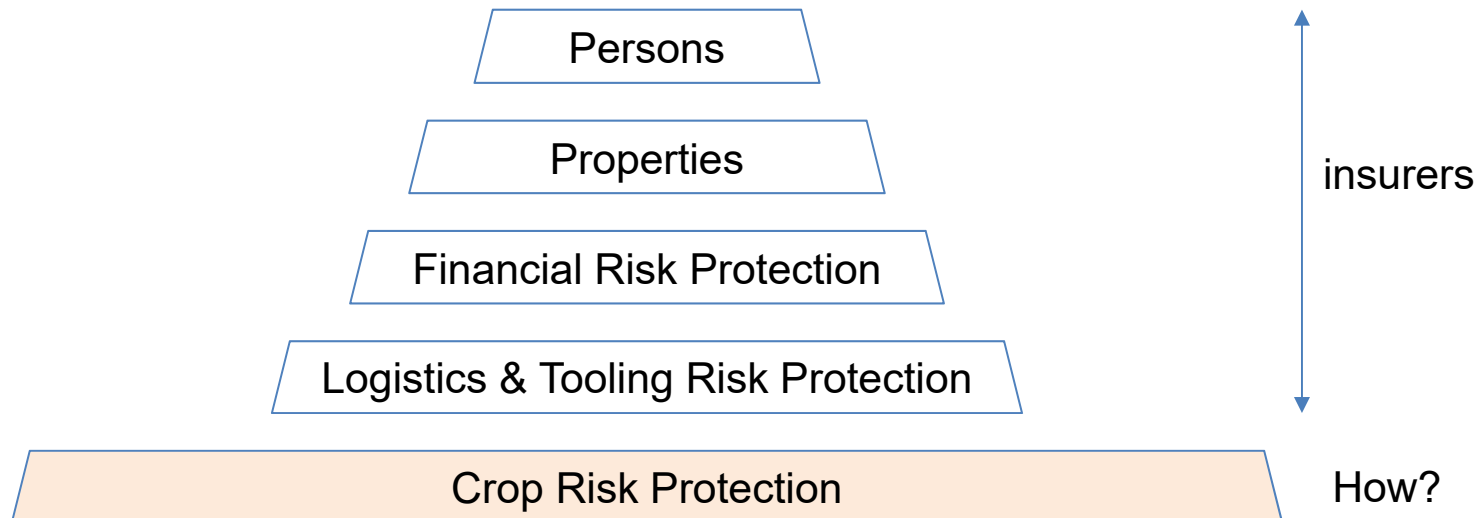 Persons
Properties
insurers
Financial Risk Protection
Logistics & Tooling Risk Protection
Crop Risk Protection
How?